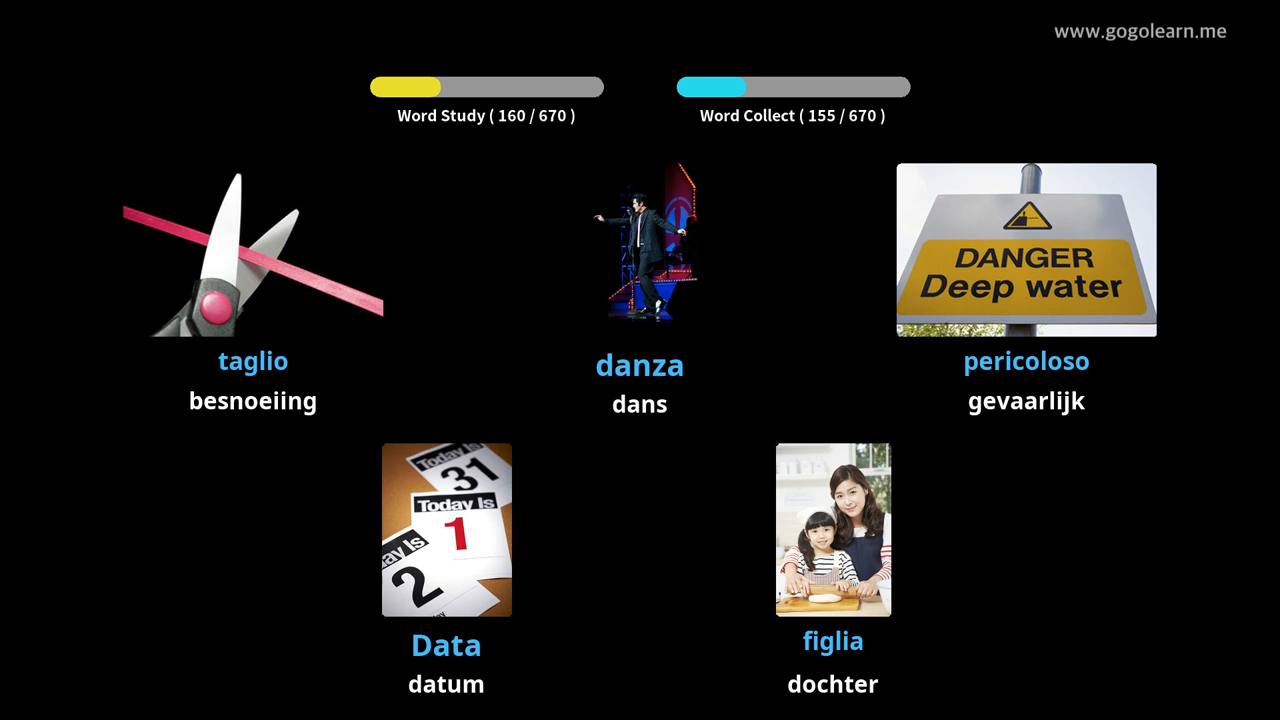 www.gogolearn.me
Word Study ( 160 / 670 )
Word Collect ( 155 / 670 )
DANGER
Deep water
taglio
besnoeiing
danza
dans
pericoloso
gevaarlijk
Today Is
31
Today Is
1
ay Is
2
Data
datum
figlia
dochter